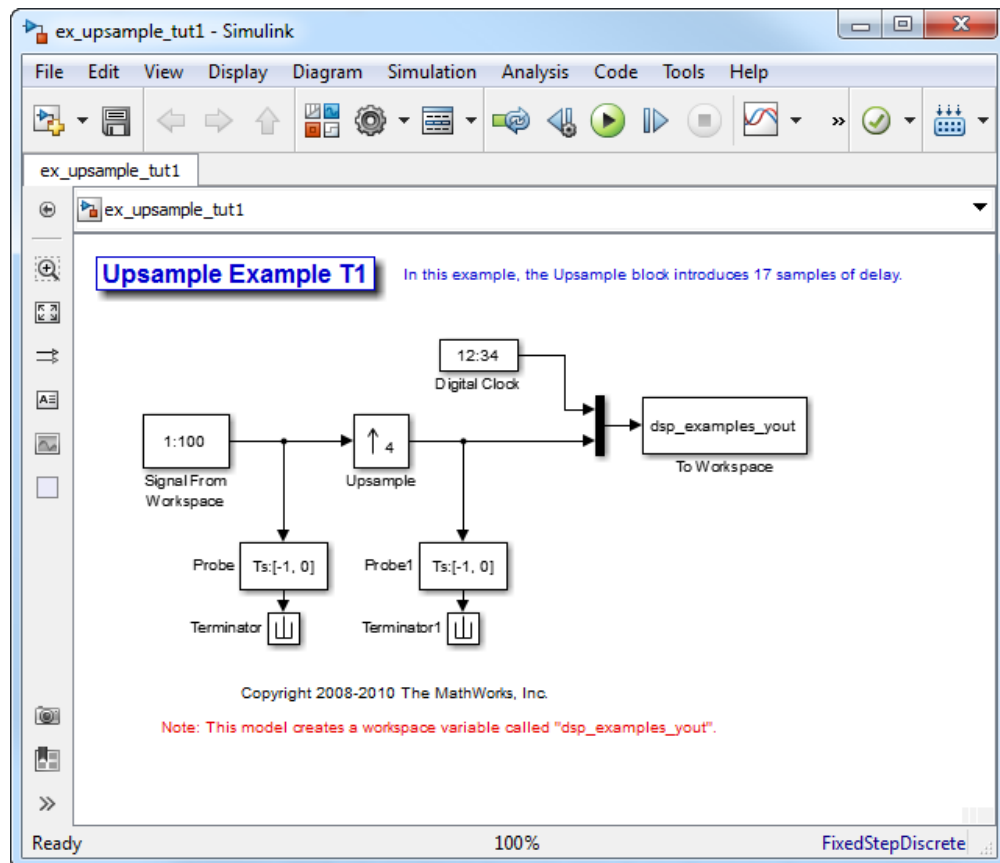 ex_upsample_tut1 - Simulink
File Edit View Display Diagram Simulation Analysis Code Tools Help
»
ex_upsample_tut1
ex_upsample_tut1
Upsample Example T1
In this example, the Upsample block introduces 17 samples of delay.
12:34
Digital Clock
1:100
Signal From
Workspace
4
Upsample
dsp_examples_yout
To Workspace
Probe
Ts:[-1, 0]
Probe1
Ts:[-1, 0]
Terminator
Terminator1
Copyright 2008-2010 The MathWorks, Inc.
Note: This model creates a workspace variable called "dsp_examples_yout".
Ready
100%
FixedStepDiscrete